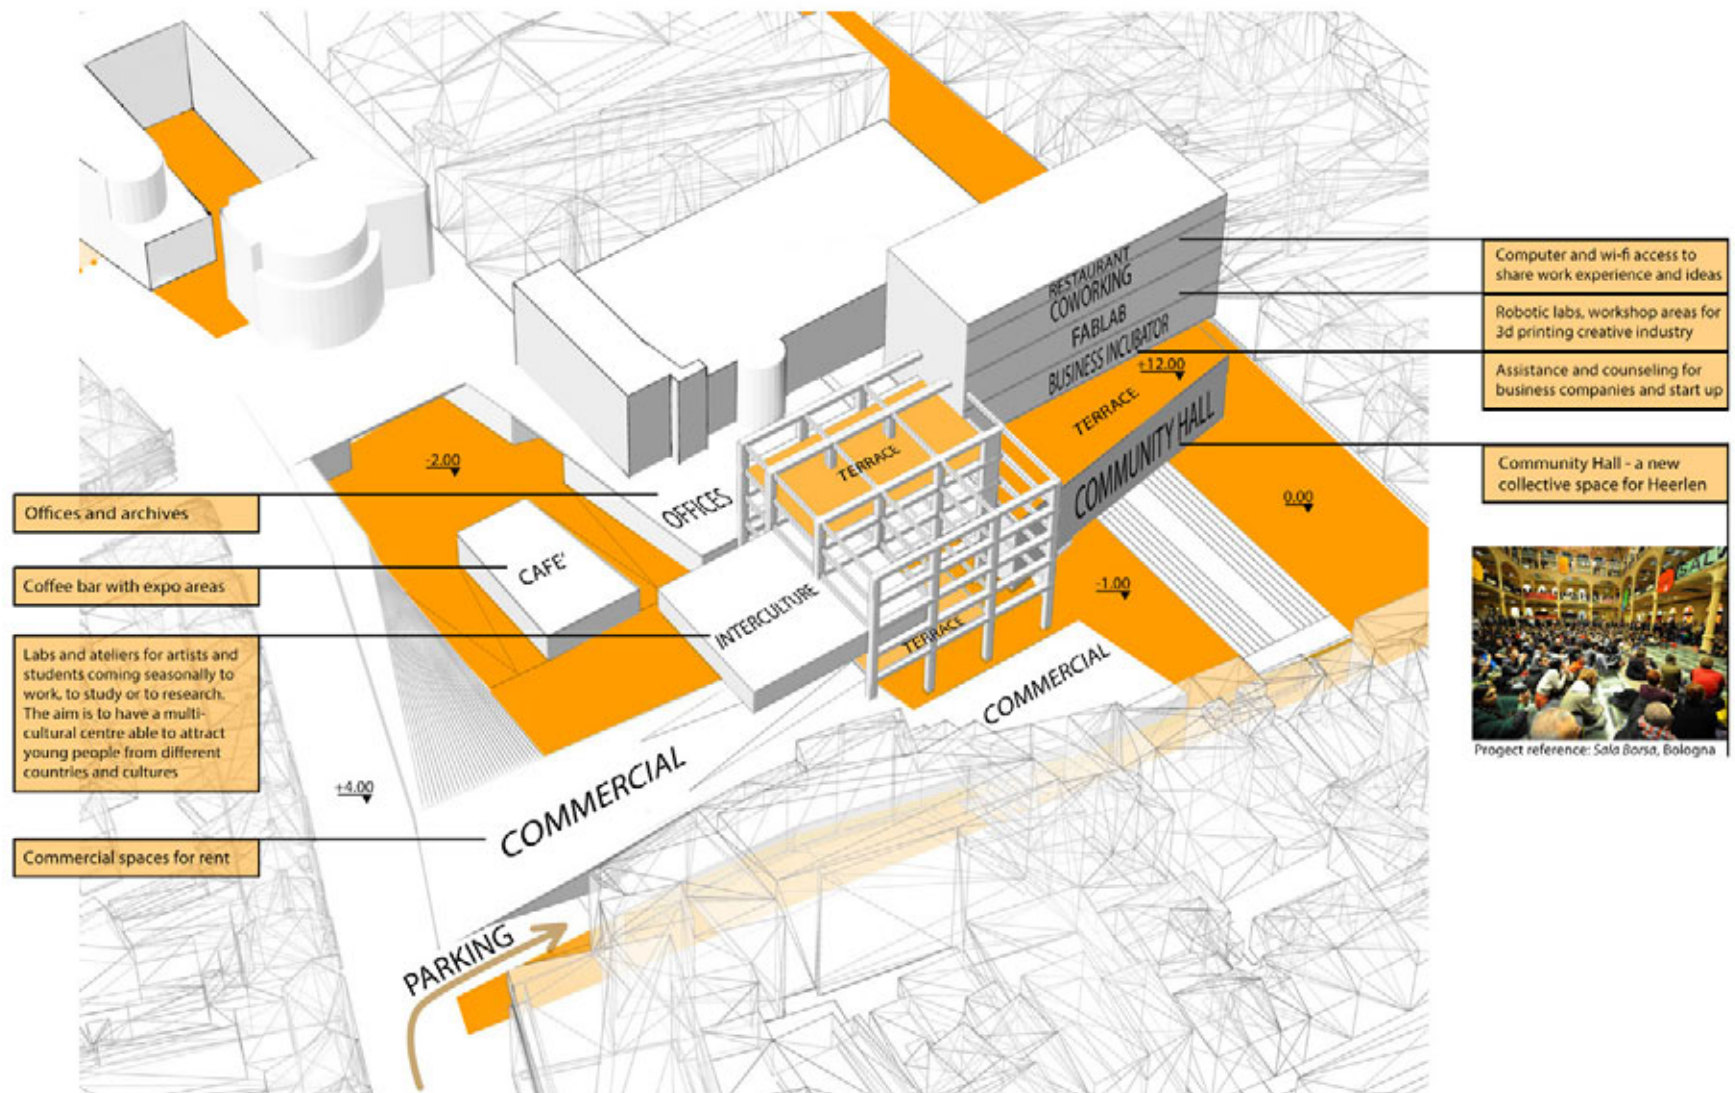 Offices and archives
Coffee bar with expo areas
Labs and ateliers for artists and
students coming seasonally to
work, to study or to research.
The aim is to have a multi-
cultural centre able to attract
young people from different
countries and cultures
Commercial spaces for rent
RESTAURANT
COWORKING
FABLAB
BUSINESS INCUBATOR
+12.00
TERRACE
COMMUNITY HALL
TERRACE
-2.00
OFFICES
CAFE'
INTERCULTURE
TERRACE
0.00
-1.00
COMMERCIAL
COMMERCIAL
+4.00
PARKING
Computer and wi-fi access to
share work experience and ideas
Robotic labs, workshop areas for
3d printing creative industry
Assistance and counseling for
business companies and start up
Community Hall - a new
collective space for Heerlen
Progect reference: Sala Borsa, Bologna